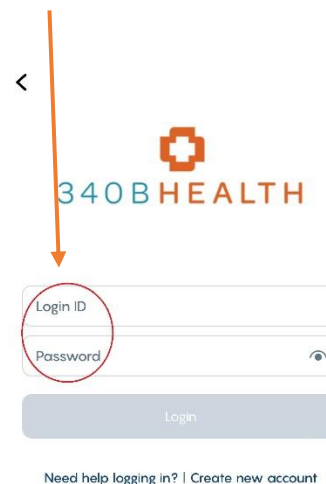 340BHEALTH
Login ID
Password
Login
Need help logging in? | Create new account